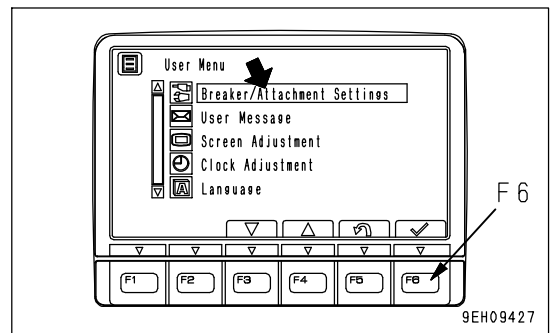 User Menu
Breaker/Attachment Settings
User Message
Screen Adjustment
Clock Adjustment
A Language
F6
F1 F2 F3 F4 F5 F6
9EH09427